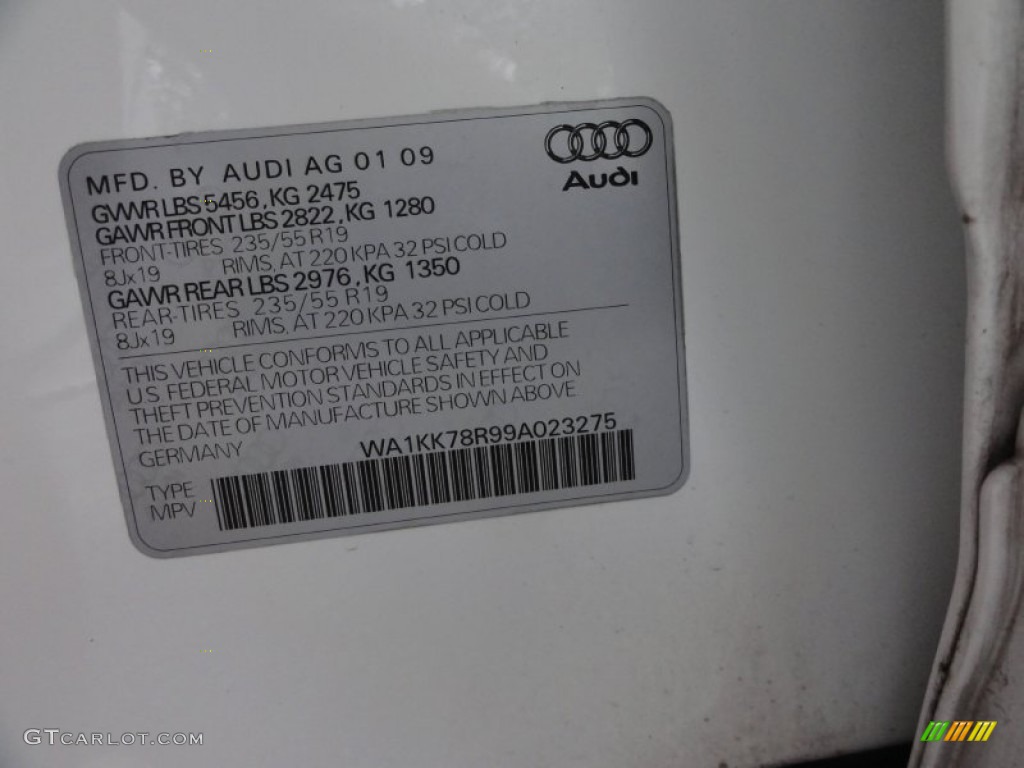 MFD. BY AUDI AG 01 09
GVWR LBS 5456, KG 2475
GAWR FRONT LBS 2822, KG 1280
FRONT-TIRES 235/55 R19
8Jx19 RIMS, AT 220 KPA 32 PSI COLD
GAWR REAR LBS 2976, KG 1350
REAR-TIRES 235/55 R19
8Jx19 RIMS, AT 220 KPA 32 PSI COLD
Audi
THIS VEHICLE CONFORMS TO ALL APPLICABLE
US FEDERAL MOTOR VEHICLE SAFETY AND
THEFT PREVENTION STANDARDS IN EFFECT ON
THE DATE OF MANUFACTURE SHOWN ABOVE
GERMANY WA1KK78R99A023275
TYPE
MPV
GTCARLOT.COM